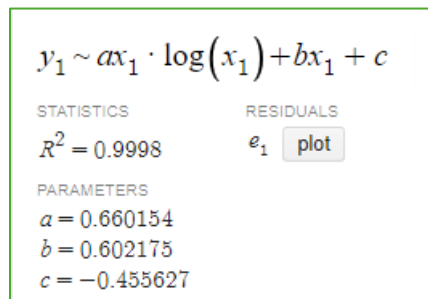 y₁ ~ ax₁ · log(x₁)+bx₁ + c
STATISTICS RESIDUALS
R² = 0.9998 e₁ plot
PARAMETERS
a = 0.660154
b = 0.602175
c = −0.455627